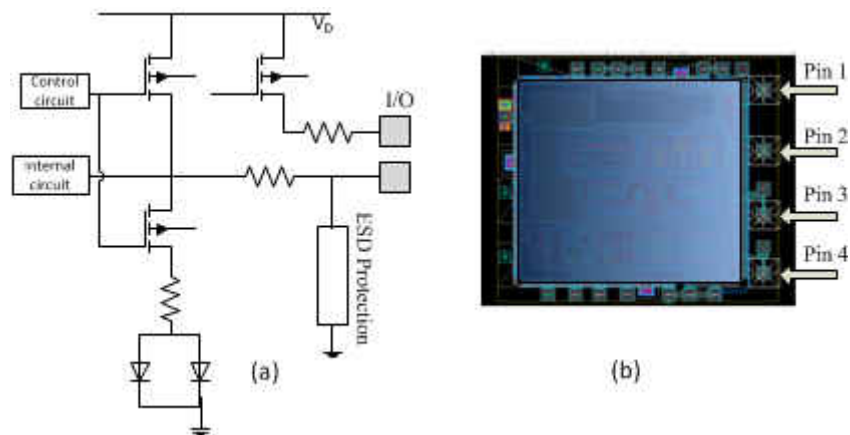 V_D
Control
circuit
I/O
Internal
circuit
ESD Protection
(a)
Pin 1
Pin 2
Pin 3
Pin 4
(b)